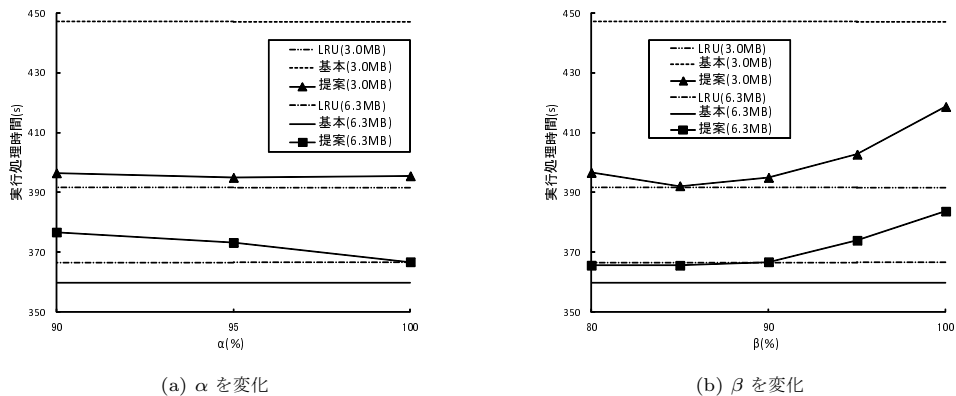 450
430
410
390
370
350
実行処理時間(s)
LRU(3.0MB)
基本(3.0MB)
提案(3.0MB)
LRU(6.3MB)
基本(6.3MB)
提案(6.3MB)
90
95
100
α(%)
(a) α を変化
450
430
410
390
370
350
実行処理時間(s)
LRU(3.0MB)
基本(3.0MB)
提案(3.0MB)
LRU(6.3MB)
基本(6.3MB)
提案(6.3MB)
80
90
100
β(%)
(b) β を変化